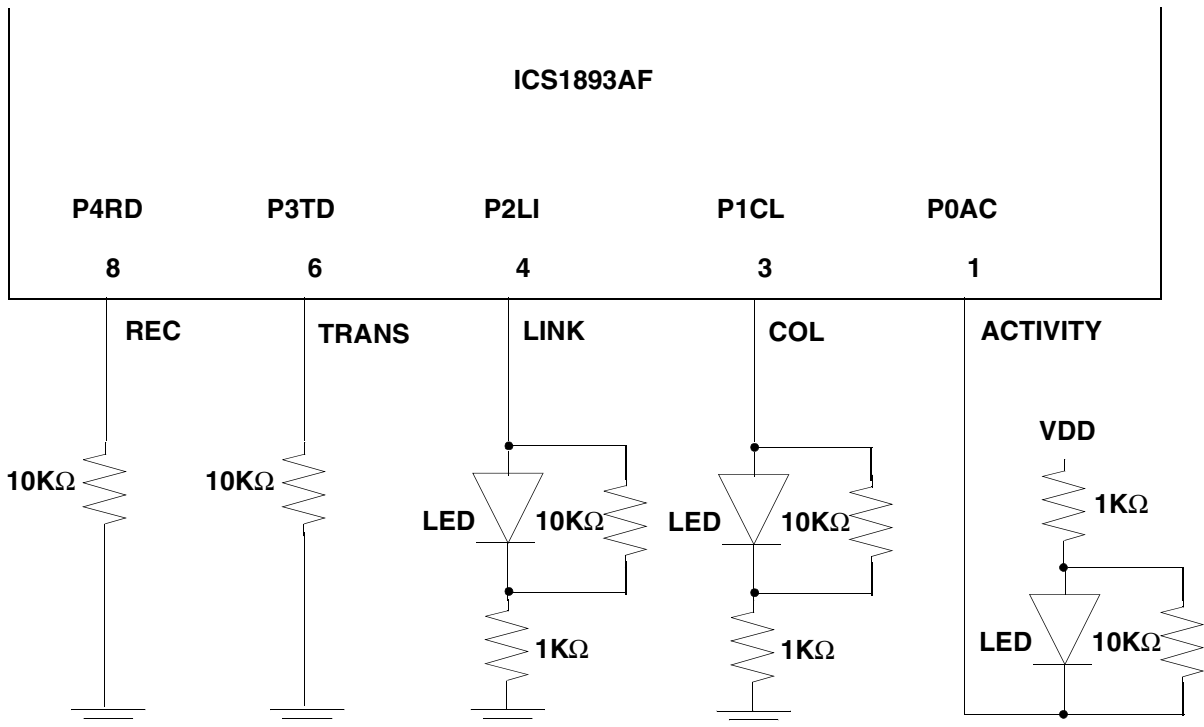 ICS1893AF
P4RD
P3TD
P2LI
P1CL
P0AC
8
6
4
3
1
REC
TRANS
LINK
COL
ACTIVITY
VDD
10KΩ
10KΩ
LED
10KΩ
LED
10KΩ
1KΩ
1KΩ
1KΩ
LED
10KΩ